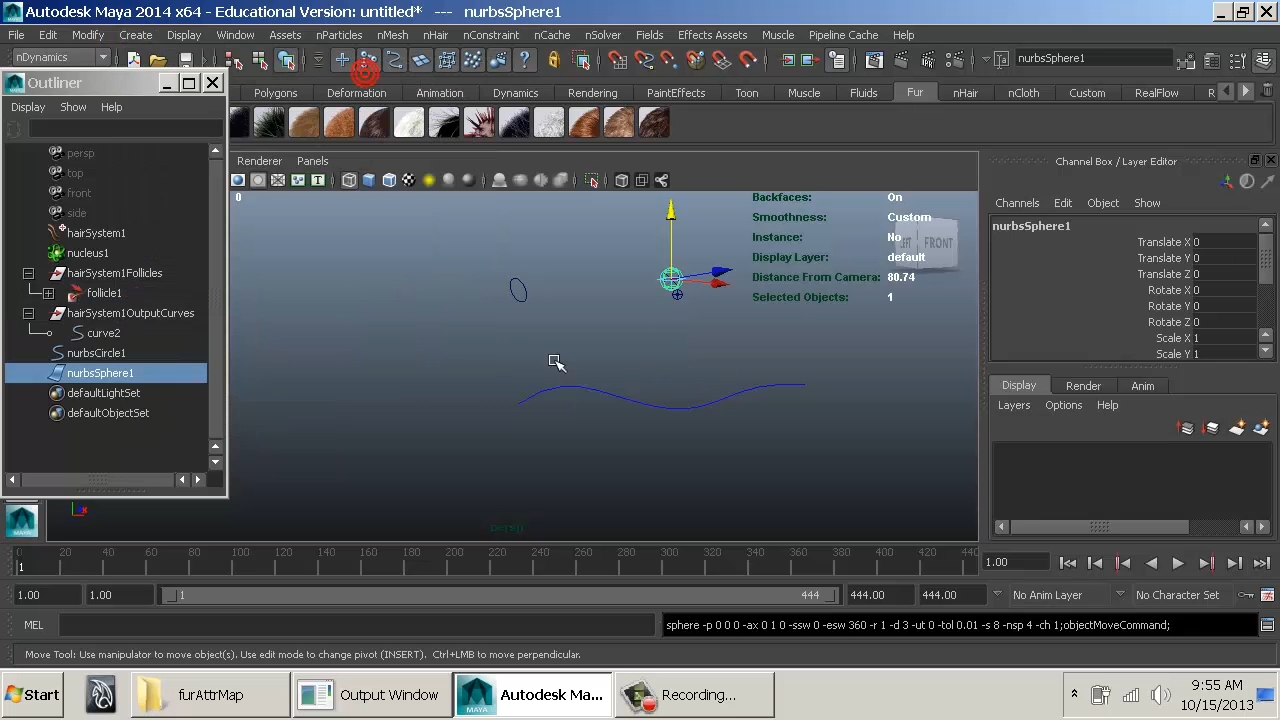 Autodesk Maya 2014 x64 - Educational Version: untitled* --- nurbsSphere1
File Edit Modify Create Display Window Assets nParticles nMesh nHair nConstraint nCache nSolver Fields Effects Assets Muscle Pipeline Cache
nDynamics
nurbsSphere1
Outliner
Polygons Deformation Animation Dynamics Rendering PaintEffects Toon Muscle Fluids Fur nHair nCloth Custom RealFlow R
Display Show Help
Renderer Panels
Channel Box / Layer Editor
Channels Edit Object Show
persp
top
front
side
hairSystem1
nucleus1
hairSystem1Follicles
follicle1
hairSystem1OutputCurves
curve2
nurbsCircle1
nurbsSphere1
defaultLightSet
defaultObjectSet
0
Backfaces: On
Smoothness: Custom
Instance: No
Display Layer: default
Distance From Camera: 80.74
Selected Objects: 1
LEFT FRONT
persp
nurbsSphere1
Translate X 0
Translate Y 0
Translate Z 0
Rotate X 0
Rotate Y 0
Rotate Z 0
Scale X 1
Scale Y 1
Display Render Anim
Layers Options Help
MAYA
0 20 40 60 80 100 120 140 160 180 200 220 240 260 280 300 320 340 360 380 400 420 440
1
1.00
1.00 1.00 1 444 444.00 444.00 No Anim Layer No Character Set
MEL
sphere -p 0 0 0 -ax 0 1 0 -ssw 0 -esw 360 -r 1 -d 3 -ut 0 -tol 0.01 -s 8 -nsp 4 -ch 1;objectMoveCommand;
Move Tool: Use manipulator to move object(s). Use edit mode to change pivot (INSERT). Ctrl+LMB to move perpendicular.
Start furAttrMap Output Window Autodesk Ma... Recording...
9:55 AM
10/15/2013